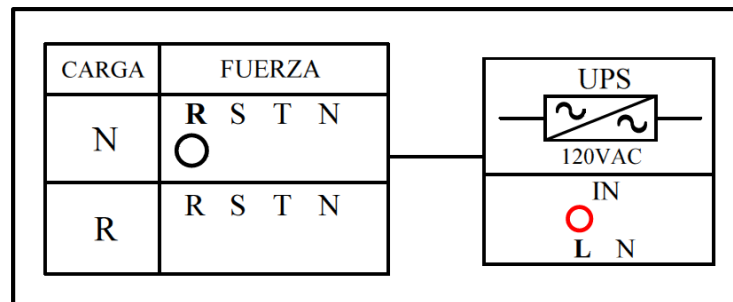 CARGA FUERZA
N
R S T N
R
R S T N
UPS
120VAC
IN
L N